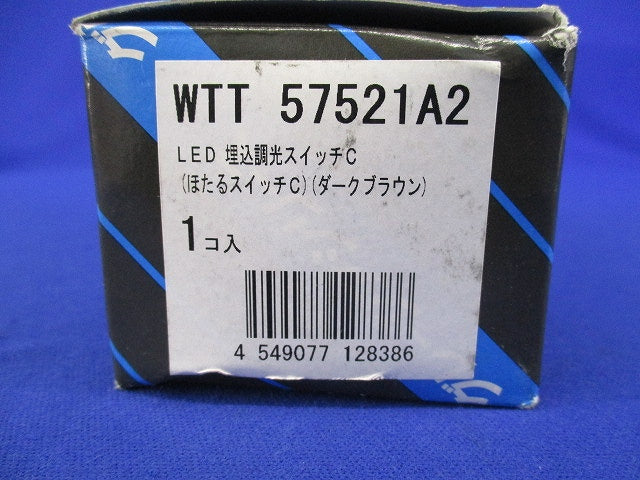 WTT 57521A2
LED 埋込調光スイッチC
(ほたるスイッチC)(ダークブラウン)
1コ入
4 549077 128386